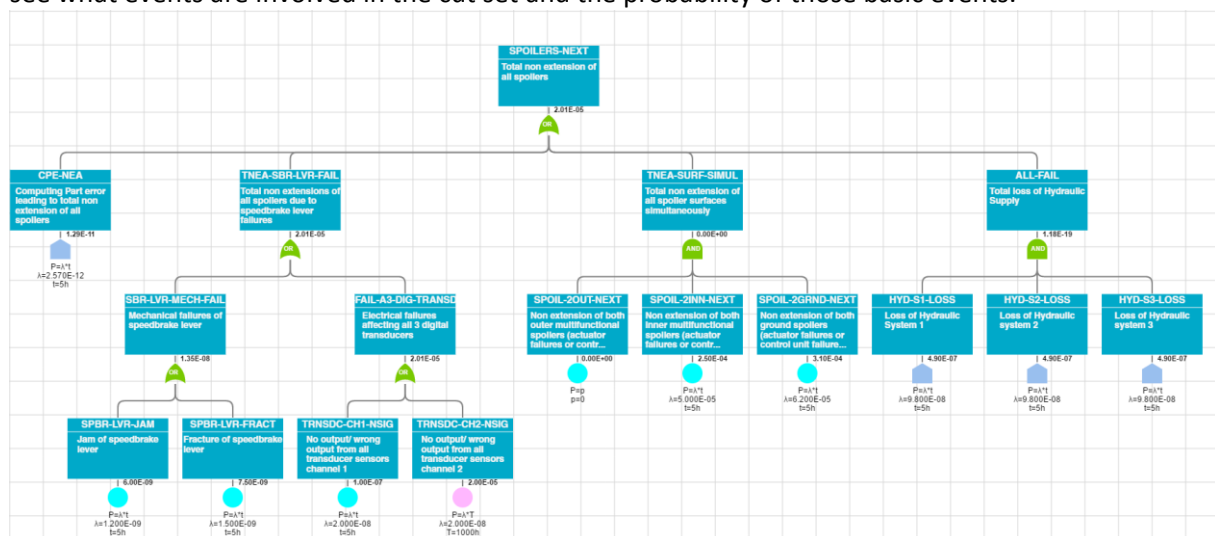 see what events are involved in the cut set and the probability of those basic events.
SPOILERS-NEXT
Total non extension of
all spoilers
2.01E-05
OR
CPE-NEA
Computing Part error
leading to total non
extension of all
spoilers
1.29E-11
P=λ*t
λ=2.570E-12
t=5h
TNEA-SBR-LVR-FAIL
Total non extensions of
all spoilers due to
speedbrake lever
failures
2.01E-05
OR
TNEA-SURF-SIMUL
Total non extension of
all spoiler surfaces
simultaneously
0.00E+00
AND
ALL-FAIL
Total loss of Hydraulic
Supply
1.18E-19
AND
SBR-LVR-MECH-FAIL
Mechanical failures of
speedbrake lever
1.35E-08
OR
FAIL-A3-DIG-TRANSD
Electrical failures
affecting all 3 digital
transducers
2.01E-05
OR
SPOIL-2OUT-NEXT
Non extension of both
outer multifunctional
spoilers (actuator
failures or contr...
0.00E+00
P=p
p=0
SPOIL-2INN-NEXT
Non extension of both
inner multifunctional
spoilers (actuator
failures or contr...
2.50E-04
P=λ*t
λ=5.000E-05
t=5h
SPOIL-2GRND-NEXT
Non extension of both
ground spoilers
(actuator failures or
control unit failure...
3.10E-04
P=λ*t
λ=6.200E-05
t=5h
HYD-S1-LOSS
Loss of Hydraulic
System 1
4.90E-07
P=λ*t
λ=9.800E-08
t=5h
HYD-S2-LOSS
Loss of Hydraulic
system 2
4.90E-07
P=λ*t
λ=9.800E-08
t=5h
HYD-S3-LOSS
Loss of Hydraulic
system 3
4.90E-07
P=λ*t
λ=9.800E-08
t=5h
SPBR-LVR-JAM
Jam of speedbrake
lever
6.00E-09
P=λ*t
λ=1.200E-09
t=5h
SPBR-LVR-FRACT
Fracture of speedbrake
lever
7.50E-09
P=λ*t
λ=1.500E-09
t=5h
TRNSDC-CH1-NSIG
No output/ wrong
output from all
transducer sensors
channel 1
1.00E-07
P=λ*t
λ=2.000E-08
t=5h
TRNSDC-CH2-NSIG
No output/ wrong
output from all
transducer sensors
channel 2
2.00E-05
P=λ*T
λ=2.000E-08
T=1000h